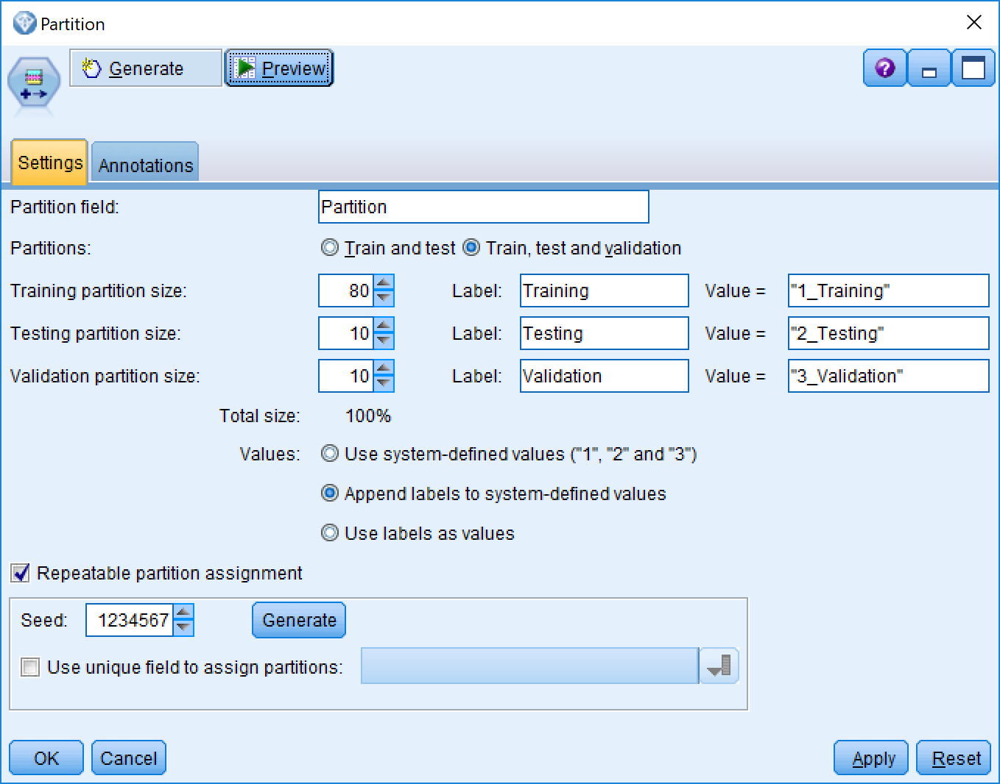 Partition
Generate Preview ?
Settings Annotations
Partition field: Partition
Partitions: Train and test Train, test and validation
Training partition size: 80 Label: Training Value = "1_Training"
Testing partition size: 10 Label: Testing Value = "2_Testing"
Validation partition size: 10 Label: Validation Value = "3_Validation"
Total size: 100%
Values: Use system-defined values ("1", "2" and "3")
Append labels to system-defined values
Use labels as values
Repeatable partition assignment
Seed: 1234567 Generate
Use unique field to assign partitions:
OK Cancel Apply Reset